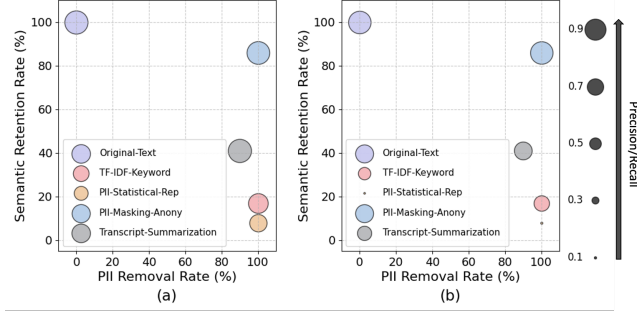 Semantic Retention Rate (%)
100
80
60
40
20
0
Original-Text
TF-IDF-Keyword
PII-Statistical-Rep
PII-Masking-Anony
Transcript-Summarization
0 20 40 60 80 100
PII Removal Rate (%)
(a)
Semantic Retention Rate (%)
100
80
60
40
20
0
Original-Text
TF-IDF-Keyword
PII-Statistical-Rep
PII-Masking-Anony
Transcript-Summarization
0 20 40 60 80 100
PII Removal Rate (%)
(b)
0.9
0.7
0.5
0.3
0.1
Precision/Recall